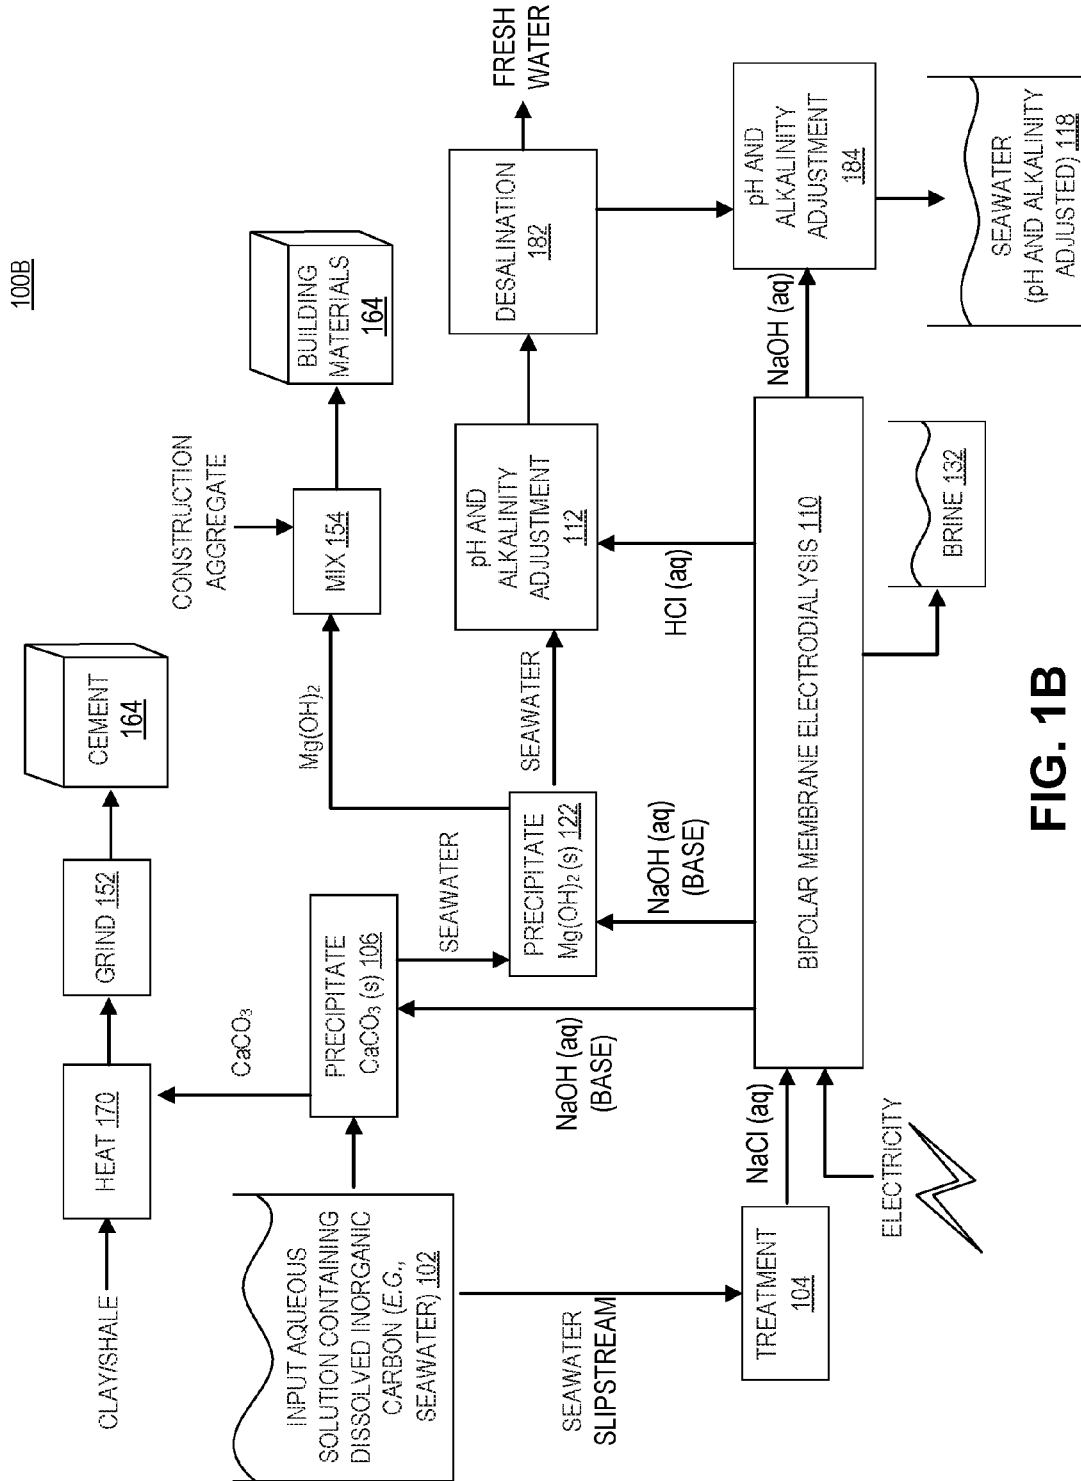 100B
CLAY/SHALE
HEAT 170
GRIND 152
CEMENT
164
CaCO₃
CONSTRUCTION
AGGREGATE
MIX 154
BUILDING
MATERIALS
164
Mg(OH)₂
INPUT AQUEOUS
SOLUTION CONTAINING
DISSOLVED INORGANIC
CARBON (E.G.,
SEAWATER) 102
PRECIPITATE
CaCO₃ (s) 106
SEAWATER
PRECIPITATE
Mg(OH)₂ (s) 122
SEAWATER
pH AND
ALKALINITY
ADJUSTMENT
112
DESALINATION
182
FRESH
WATER
SEAWATER
SLIPSTREAM
NaOH (aq)
(BASE)
NaOH (aq)
(BASE)
HCl (aq)
TREATMENT
104
NaCl (aq)
ELECTRICITY
BIPOLAR MEMBRANE ELECTRODIALYSIS 110
NaOH (aq)
pH AND
ALKALINITY
ADJUSTMENT
184
BRINE 132
SEAWATER
(pH AND ALKALINITY
ADJUSTED) 118
FIG. 1B